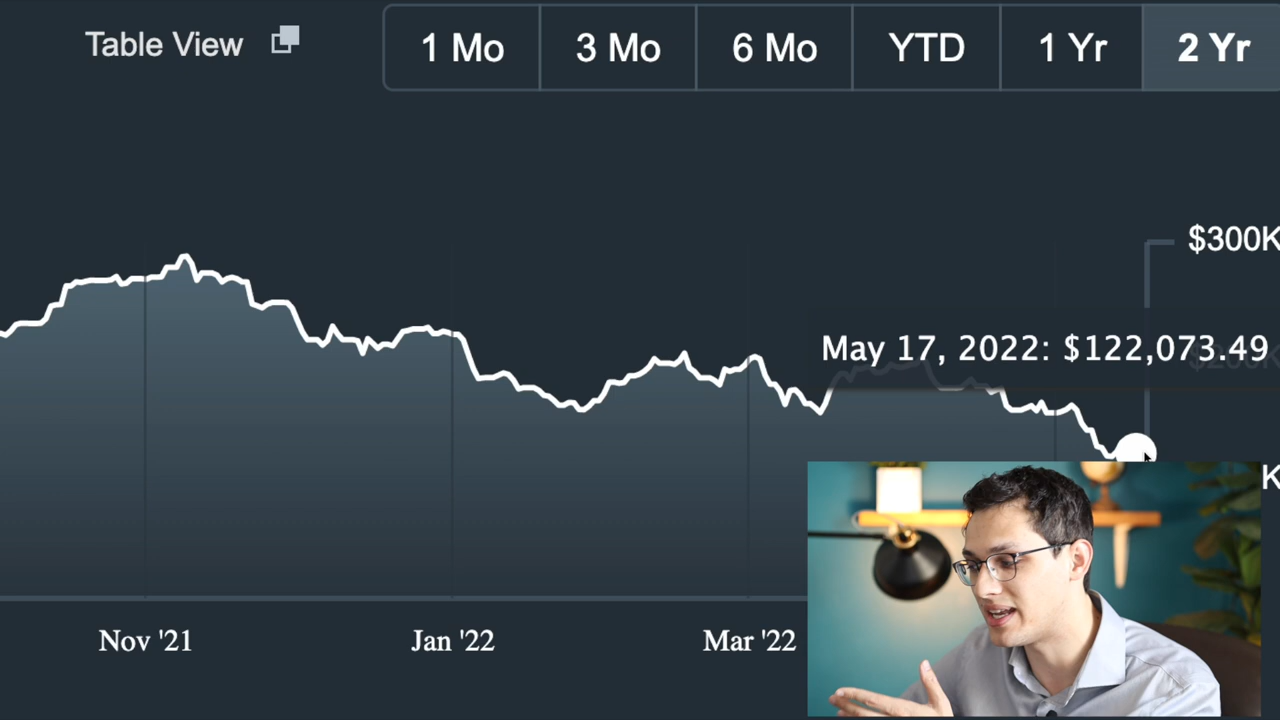 Table View
1 Mo
3 Mo
6 Mo
YTD
1 Yr
2 Yr
$300K
May 17, 2022: $122,073.49
$200K
K
Nov '21
Jan '22
Mar '22